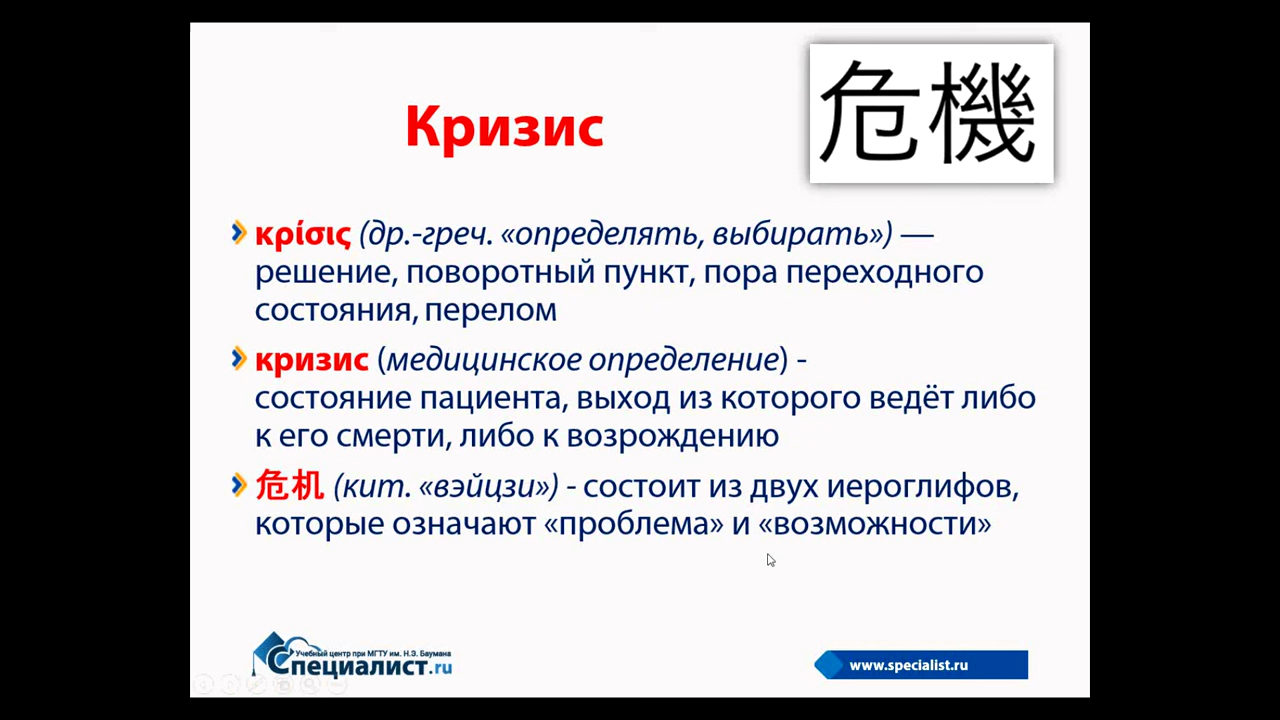 危機
Кризис
κρίσις (др.-греч. «определять, выбирать») —
решение, поворотный пункт, пора переходного
состояния, перелом
кризис (медицинское определение) -
состояние пациента, выход из которого ведёт либо
к его смерти, либо к возрождению
危机 (кит. «вэйцзи») - состоит из двух иероглифов,
которые означают «проблема» и «возможности»
Учебный центр при МГТУ им. Н.Э. Баумана
Специалист.ru
www.specialist.ru